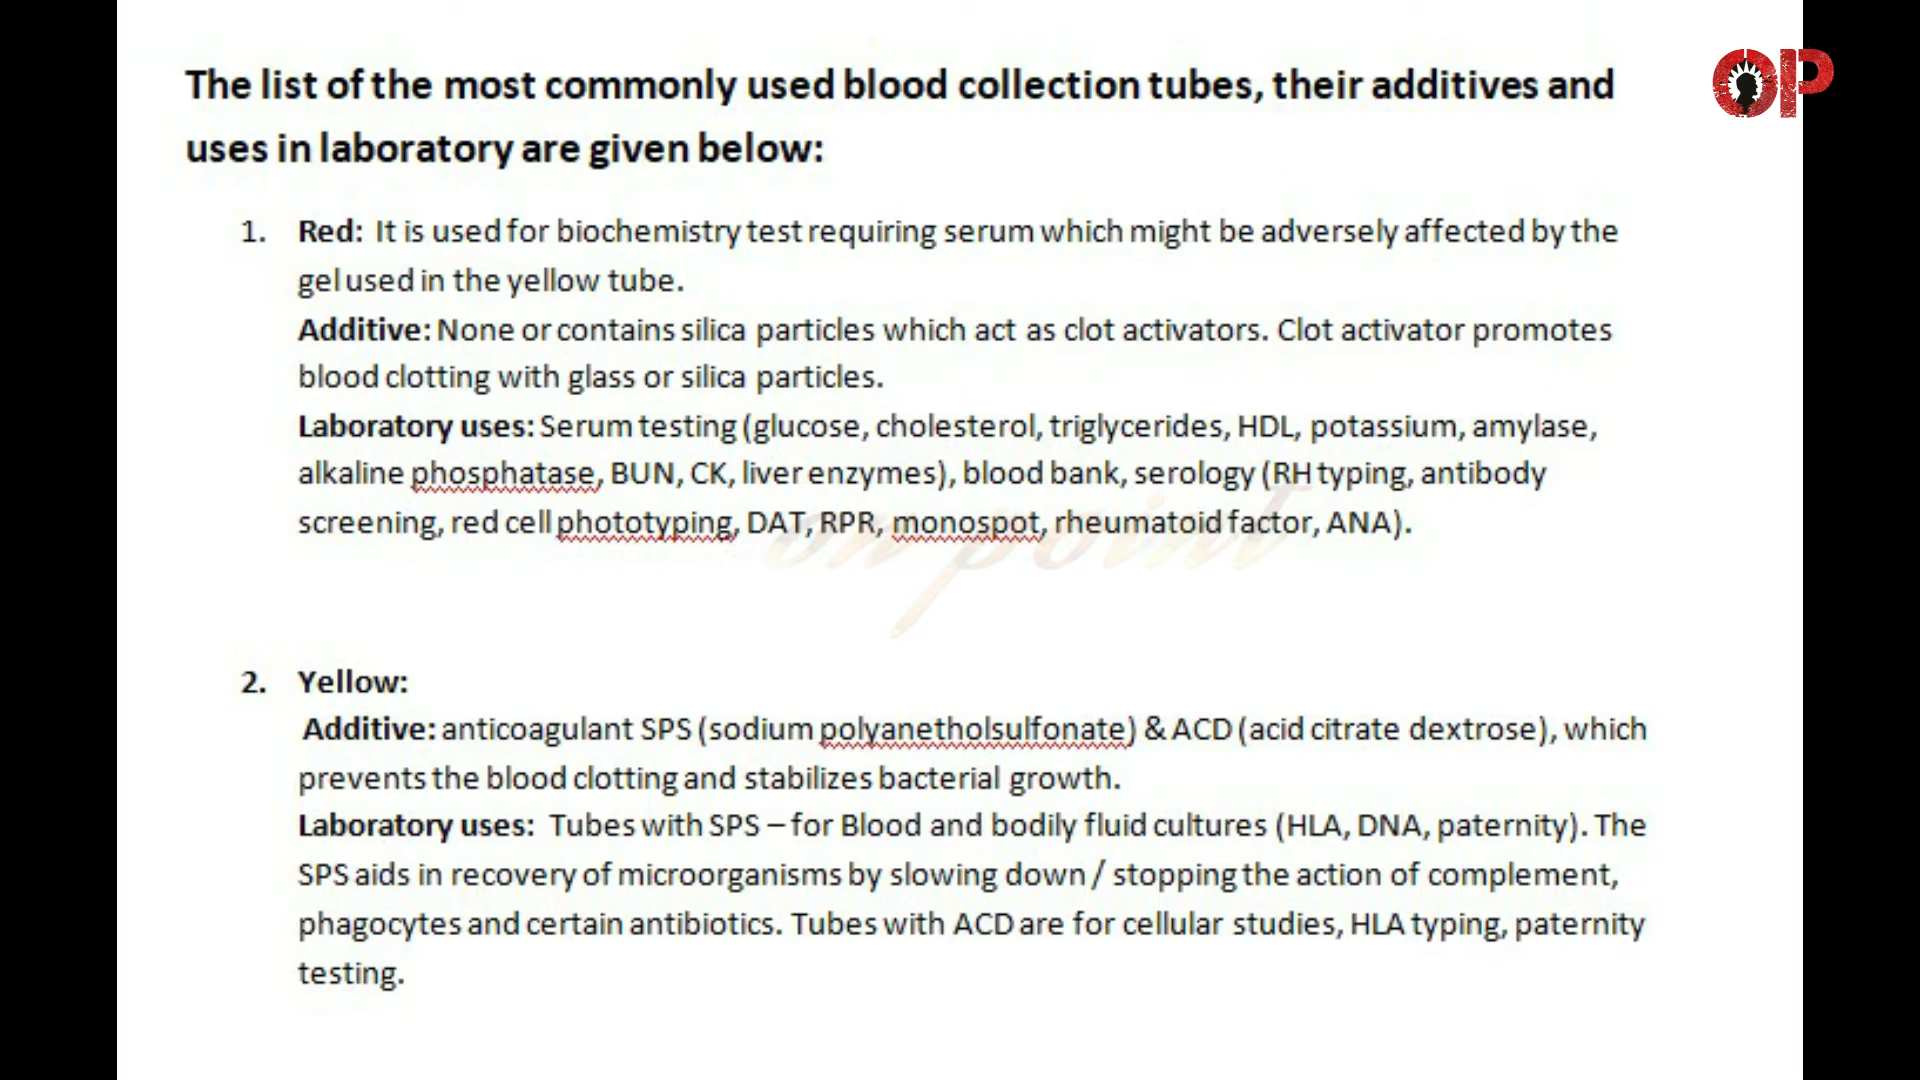 OP
The list of the most commonly used blood collection tubes, their additives and
uses in laboratory are given below:
1. Red: It is used for biochemistry test requiring serum which might be adversely affected by the
gel used in the yellow tube.
Additive: None or contains silica particles which act as clot activators. Clot activator promotes
blood clotting with glass or silica particles.
Laboratory uses: Serum testing (glucose, cholesterol, triglycerides, HDL, potassium, amylase,
alkaline phosphatase, BUN, CK, liver enzymes), blood bank, serology (RH typing, antibody
screening, red cell phototyping, DAT, RPR, monospot, rheumatoid factor, ANA).
on point
2. Yellow:
Additive: anticoagulant SPS (sodium polyanetholsulfonate) & ACD (acid citrate dextrose), which
prevents the blood clotting and stabilizes bacterial growth.
Laboratory uses: Tubes with SPS – for Blood and bodily fluid cultures (HLA, DNA, paternity). The
SPS aids in recovery of microorganisms by slowing down / stopping the action of complement,
phagocytes and certain antibiotics. Tubes with ACD are for cellular studies, HLA typing, paternity
testing.